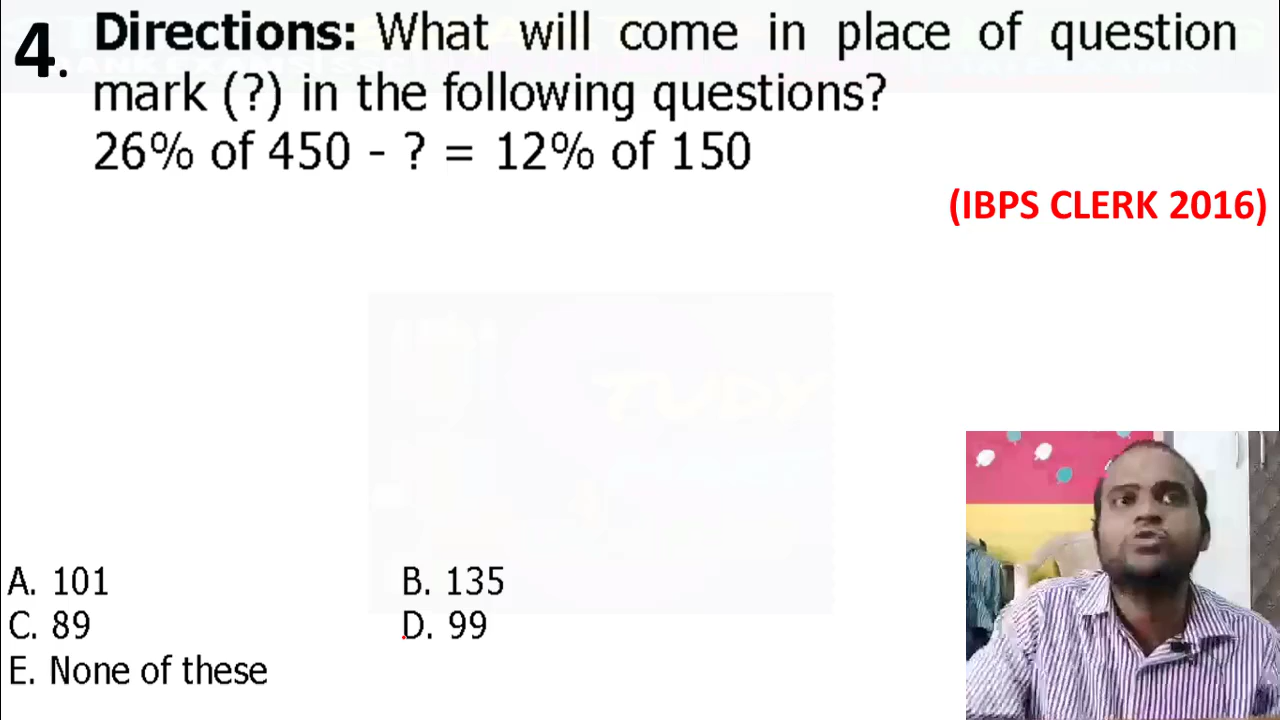 4. Directions: What will come in place of question
mark (?) in the following questions?
26% of 450 - ? = 12% of 150
(IBPS CLERK 2016)
TUDY
A. 101 B. 135
C. 89 D. 99
E. None of these